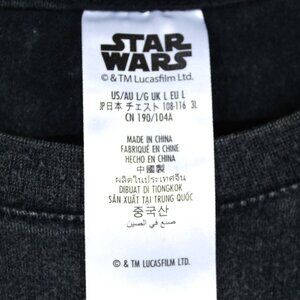 STAR
WARS
© & TM Lucasfilm Ltd.
US/AU L/G UK L EU L
JP日本 チェスト 108-116 3L
CN 190/104A
MADE IN CHINA
FABRIQUÉ EN CHINE
HECHO EN CHINA
中國製
ผลิตในประเทศจีน
DIBUAT DI TIONGKOK
SẢN XUẤT TẠI TRUNG QUỐC
중국산
صنع في الصين
© & TM LUCASFILM LTD.